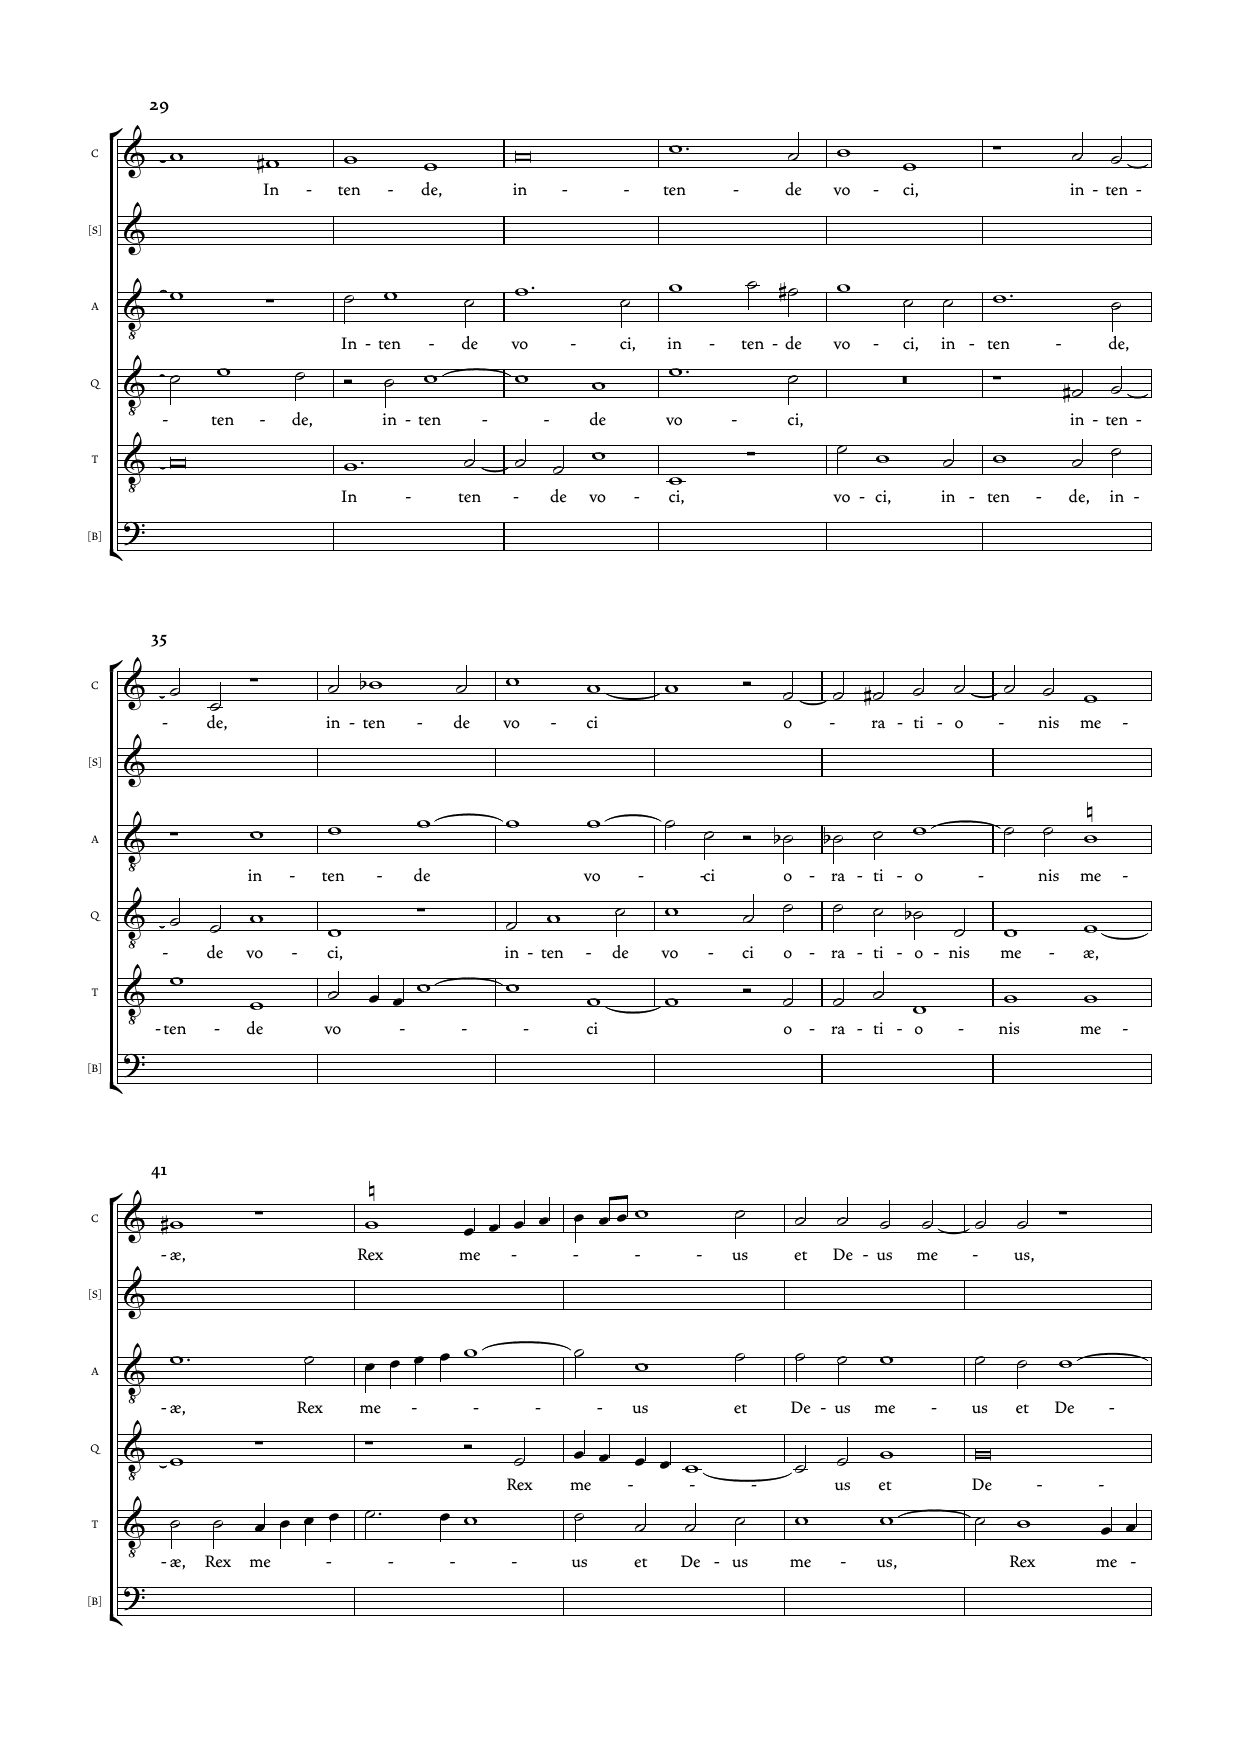 29
C
In - ten - de, in - - ten - de vo - ci, in - ten -
[S]
A
In - ten - de vo - ci, in - ten - de vo - ci, in - ten - de,
Q
- ten - de, in - ten - - de vo - ci, in - ten -
T
In - ten - de vo - ci, vo - ci, in - ten - de, in -
[B]
35
C
- de, in - ten - de vo - ci o - ra - ti - o - nis me -
[S]
A
in - ten - de vo - -ci o - ra - ti - o - nis me -
Q
- de vo - ci, in - ten - de vo - ci o - ra - ti - o - nis me - æ,
T
- ten - de vo - - - - ci o - ra - ti - o - nis me -
[B]
41
C
- æ, Rex me - - - - us et De - us me - us,
[S]
A
- æ, Rex me - - - - us et De - us me - us et De -
Q
Rex me - - - - us et De - -
T
- æ, Rex me - - - - - us et De - us me - us, Rex me -
[B]